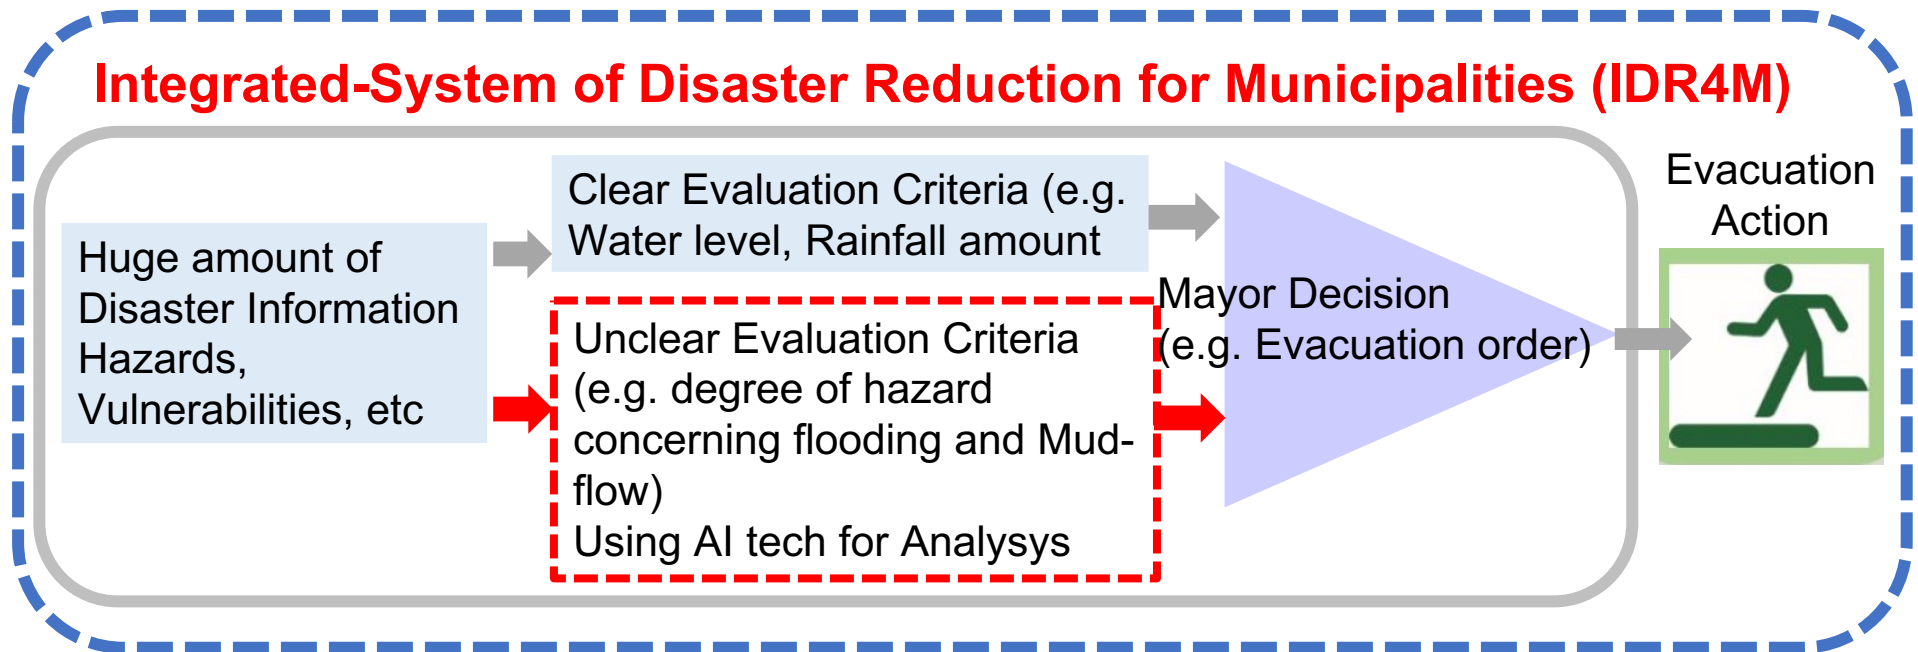 Integrated-System of Disaster Reduction for Municipalities (IDR4M)
Huge amount of
Disaster Information
Hazards,
Vulnerabilities, etc
Clear Evaluation Criteria (e.g.
Water level, Rainfall amount
Unclear Evaluation Criteria
(e.g. degree of hazard
concerning flooding and Mud-
flow)
Using AI tech for Analysys
Mayor Decision
(e.g. Evacuation order)
Evacuation
Action